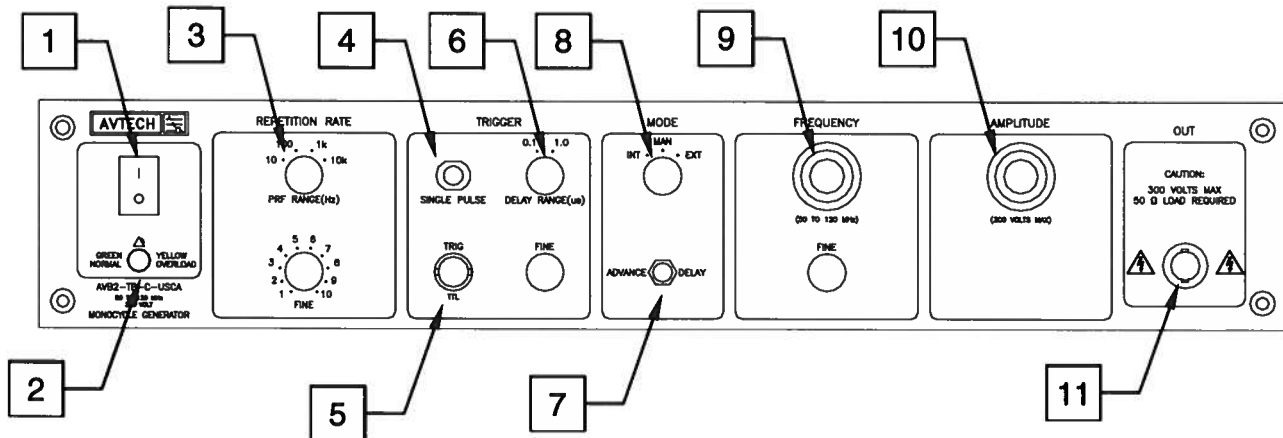 1
3
4
6
8
9
10
AVTECH
REPETITION RATE
TRIGGER
MODE
FREQUENCY
AMPLITUDE
OUT
10
1k
10k
PRF RANGE(Hz)
SINGLE PULSE
0.1
1.0
DELAY RANGE(us)
INT
MAN
EXT
(200 VOLTS MAX)
CAUTION:
300 VOLTS MAX
50 Ω LOAD REQUIRED
GREEN
NORMAL
YELLOW
OVERLOAD
1
2
3
4
5
6
7
9
10
FINE
TRIG
TTL
FINE
ADVANCE
DELAY
FINE
MONOCYCLE GENERATOR
2
5
7
11